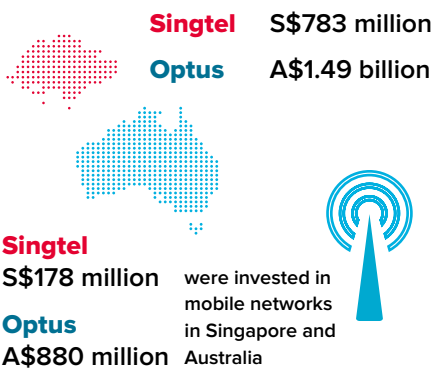 Singtel S$783 million
Optus A$1.49 billion
Singtel
S$178 million
Optus
A$880 million
were invested in
mobile networks
in Singapore and
Australia